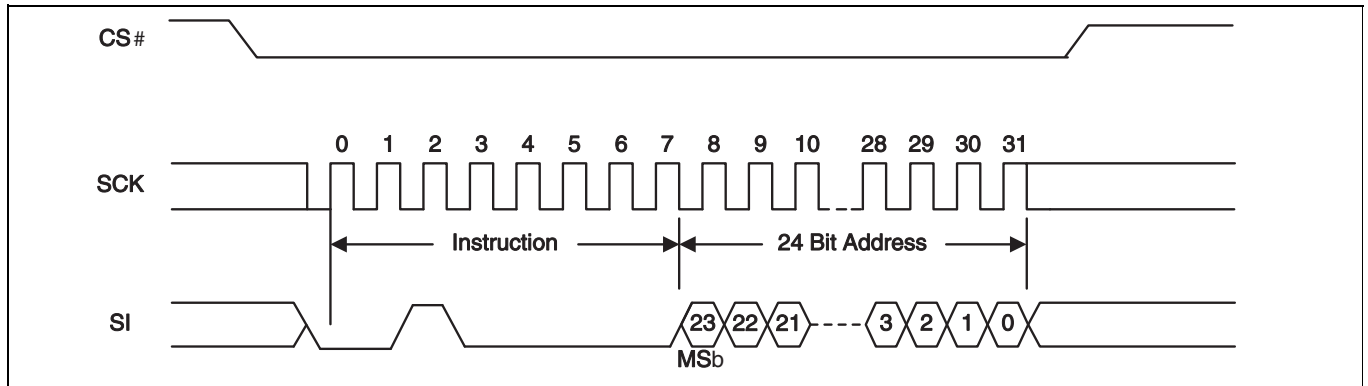 CS#
0 1 2 3 4 5 6 7 8 9 10 28 29 30 31
SCK
Instruction 24 Bit Address
SI 23 22 21 3 2 1 0
MSb